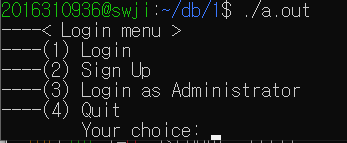 2016310936@swji:~/db/1$ ./a.out
----< Login menu >
----(1) Login
----(2) Sign Up
----(3) Login as Administrator
----(4) Quit
Your choice: